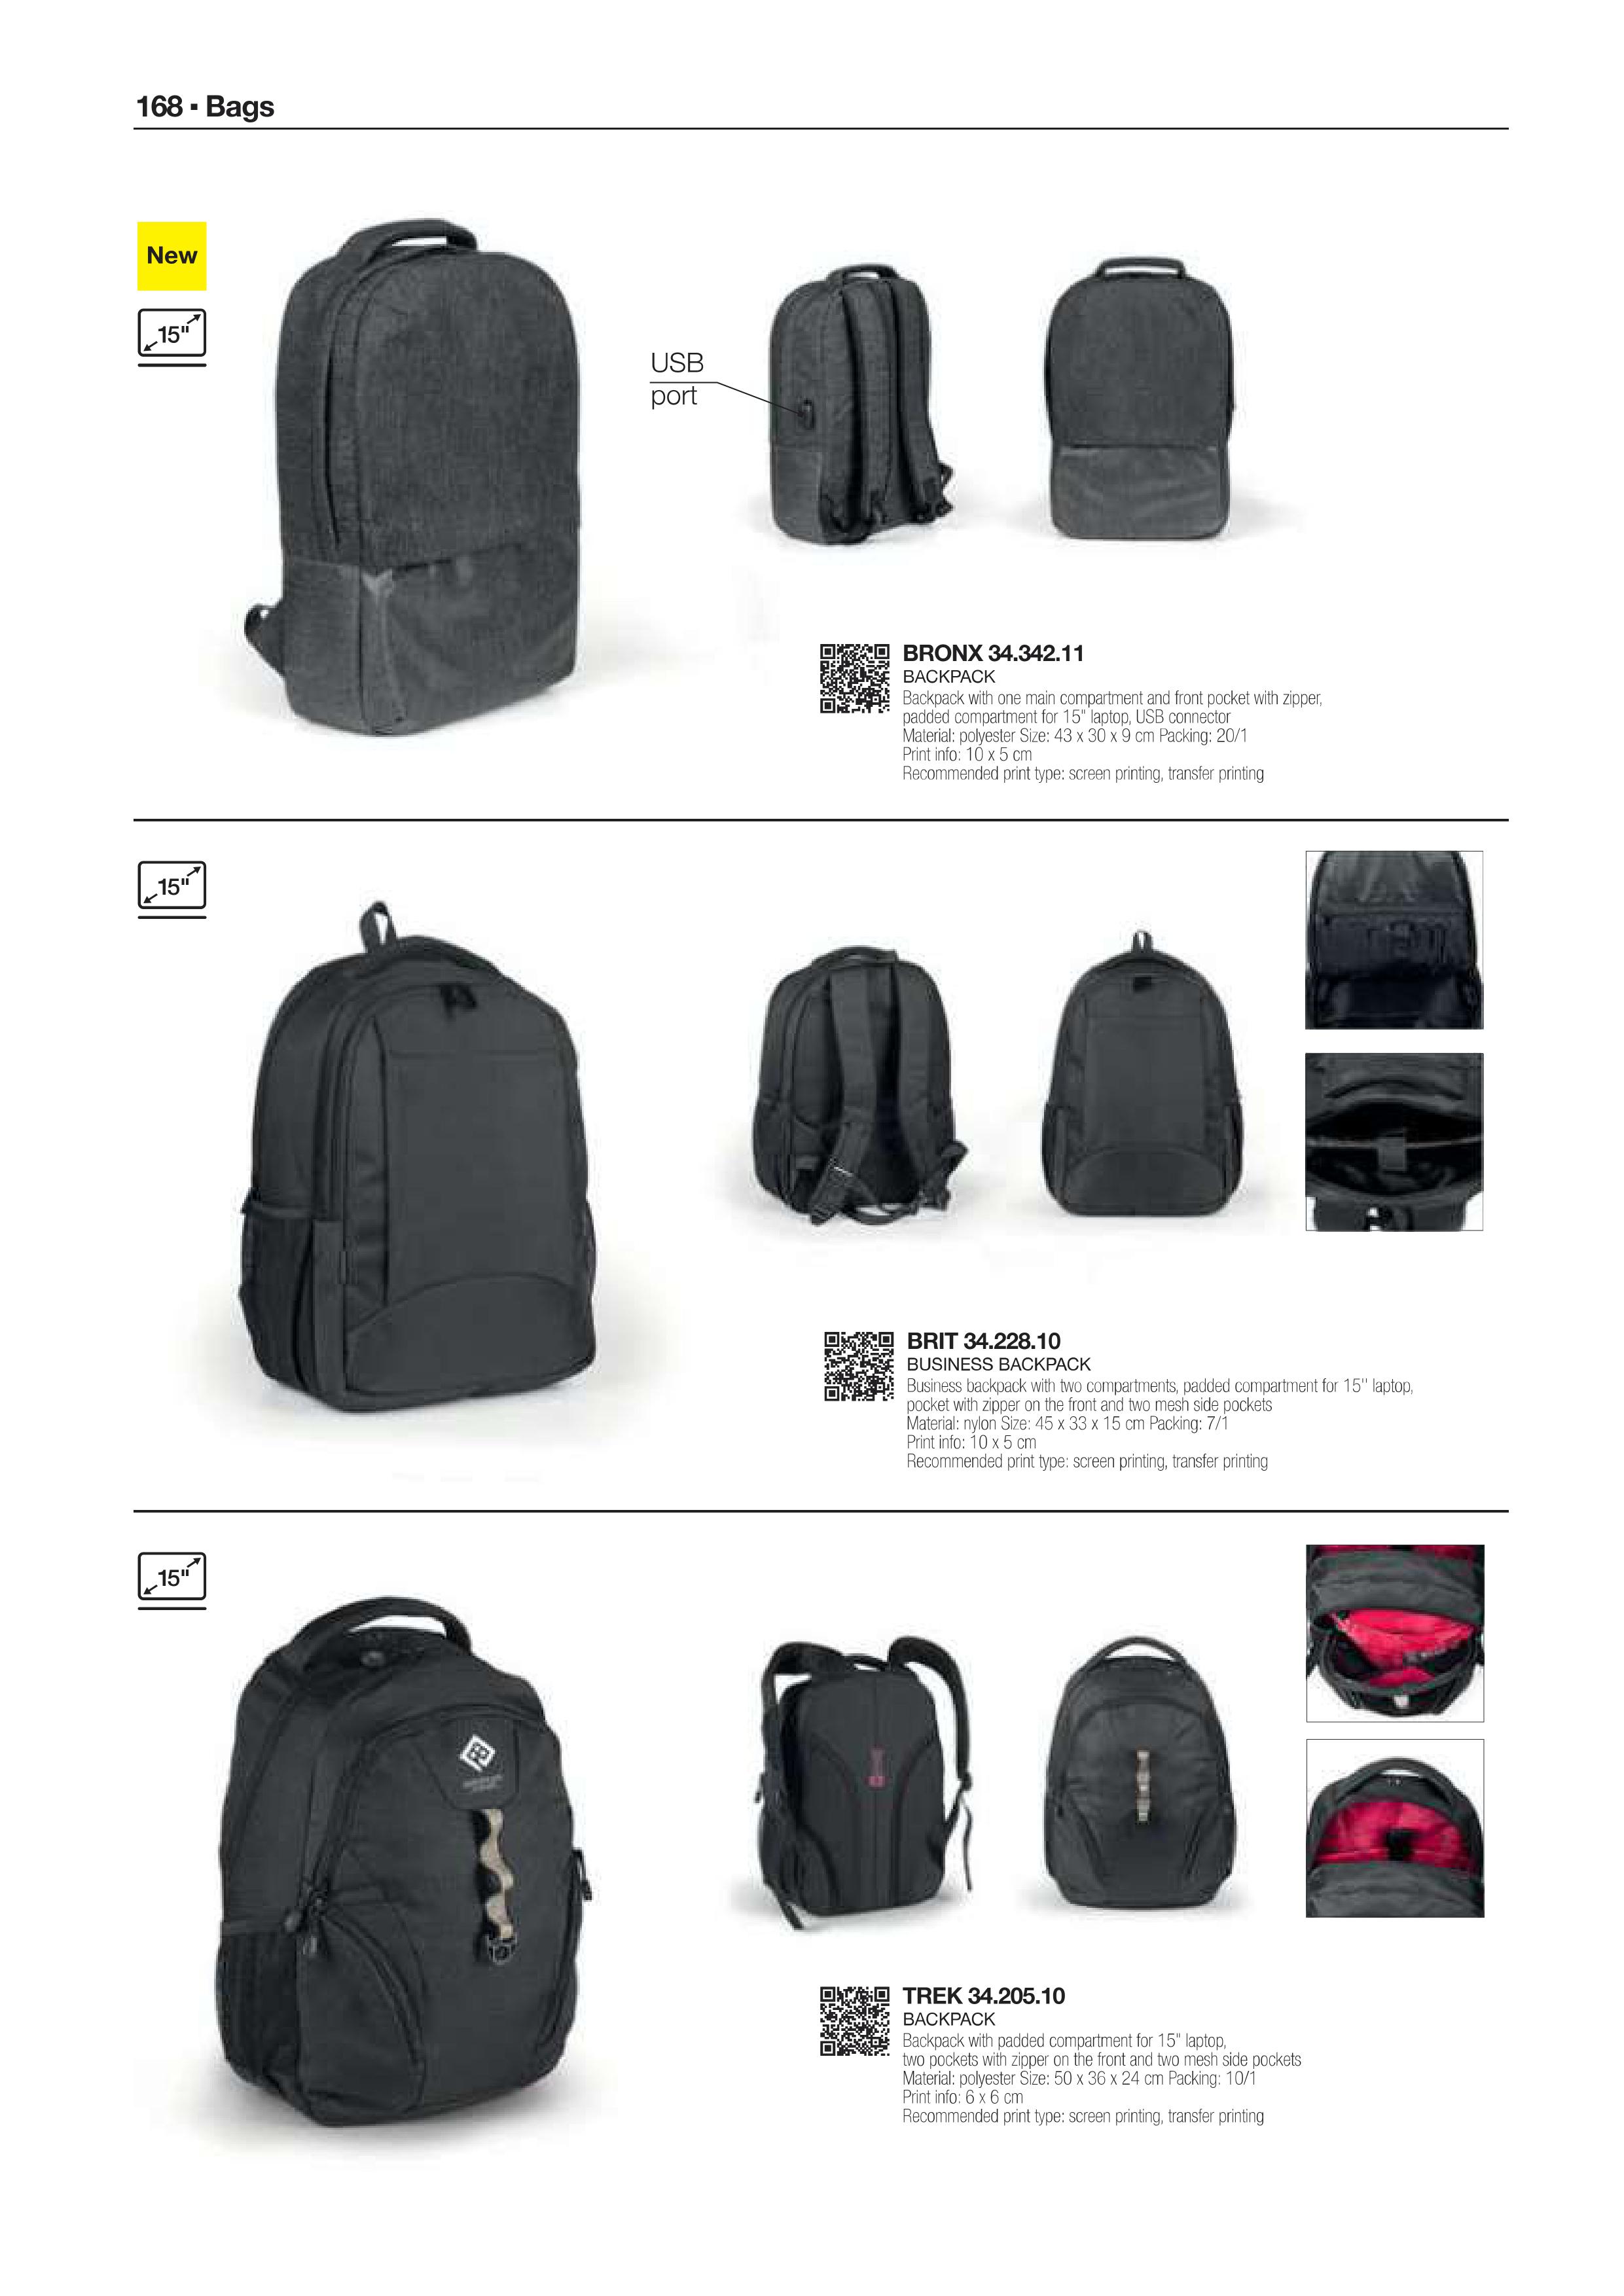 168 ▪ Bags
New
15"
USB
port
BRONX 34.342.11
BACKPACK
Backpack with one main compartment and front pocket with zipper,
padded compartment for 15" laptop, USB connector
Material: polyester Size: 43 x 30 x 9 cm Packing: 20/1
Print info: 10 x 5 cm
Recommended print type: screen printing, transfer printing
15"
BRIT 34.228.10
BUSINESS BACKPACK
Business backpack with two compartments, padded compartment for 15'' laptop,
pocket with zipper on the front and two mesh side pockets
Material: nylon Size: 45 x 33 x 15 cm Packing: 7/1
Print info: 10 x 5 cm
Recommended print type: screen printing, transfer printing
15"
TREK 34.205.10
BACKPACK
Backpack with padded compartment for 15" laptop,
two pockets with zipper on the front and two mesh side pockets
Material: polyester Size: 50 x 36 x 24 cm Packing: 10/1
Print info: 6 x 6 cm
Recommended print type: screen printing, transfer printing